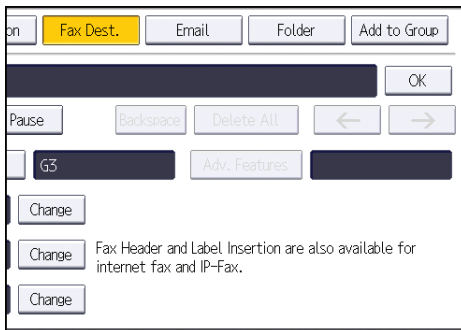 on Fax Dest. Email Folder Add to Group
OK
Pause Backspace Delete All ← →
G3 Adv. Features
Change
Change Fax Header and Label Insertion are also available for
internet fax and IP-Fax.
Change